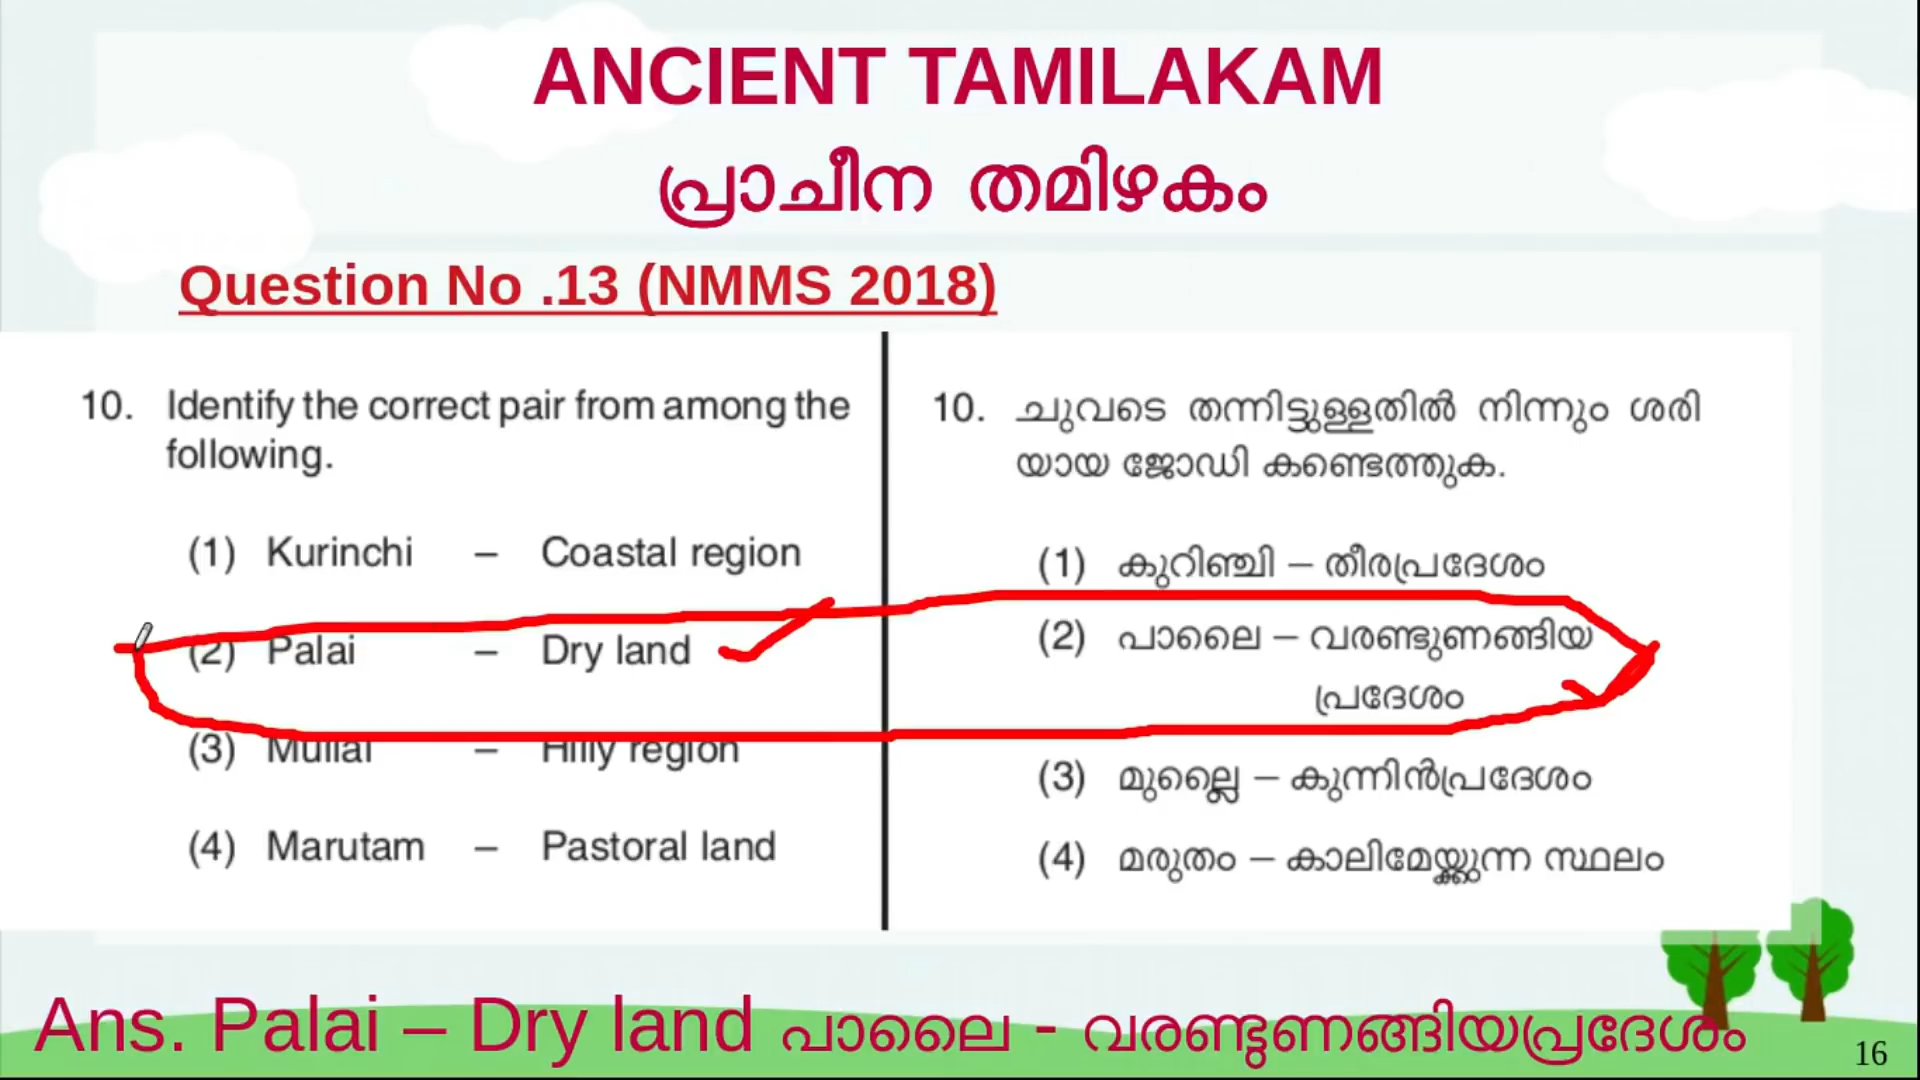 ANCIENT TAMILAKAM
പ്രാചീന തമിഴകം
Question No .13 (NMMS 2018)
10. Identify the correct pair from among the
following.
(1) Kurinchi – Coastal region
(2) Palai – Dry land
(3) Mullai – Hilly region
(4) Marutam – Pastoral land
10. ചുവടെ തന്നിട്ടുള്ളതിൽ നിന്നും ശരി
യായ ജോഡി കണ്ടെത്തുക.
(1) കുറിഞ്ചി – തീരപ്രദേശം
(2) പാലൈ – വരണ്ടുണങ്ങിയ
പ്രദേശം
(3) മുല്ലൈ – കുന്നിൻപ്രദേശം
(4) മരുതം – കാലിമേയ്ക്കുന്ന സ്ഥലം
Ans. Palai – Dry land പാലൈ - വരണ്ടുണങ്ങിയപ്രദേശം
16